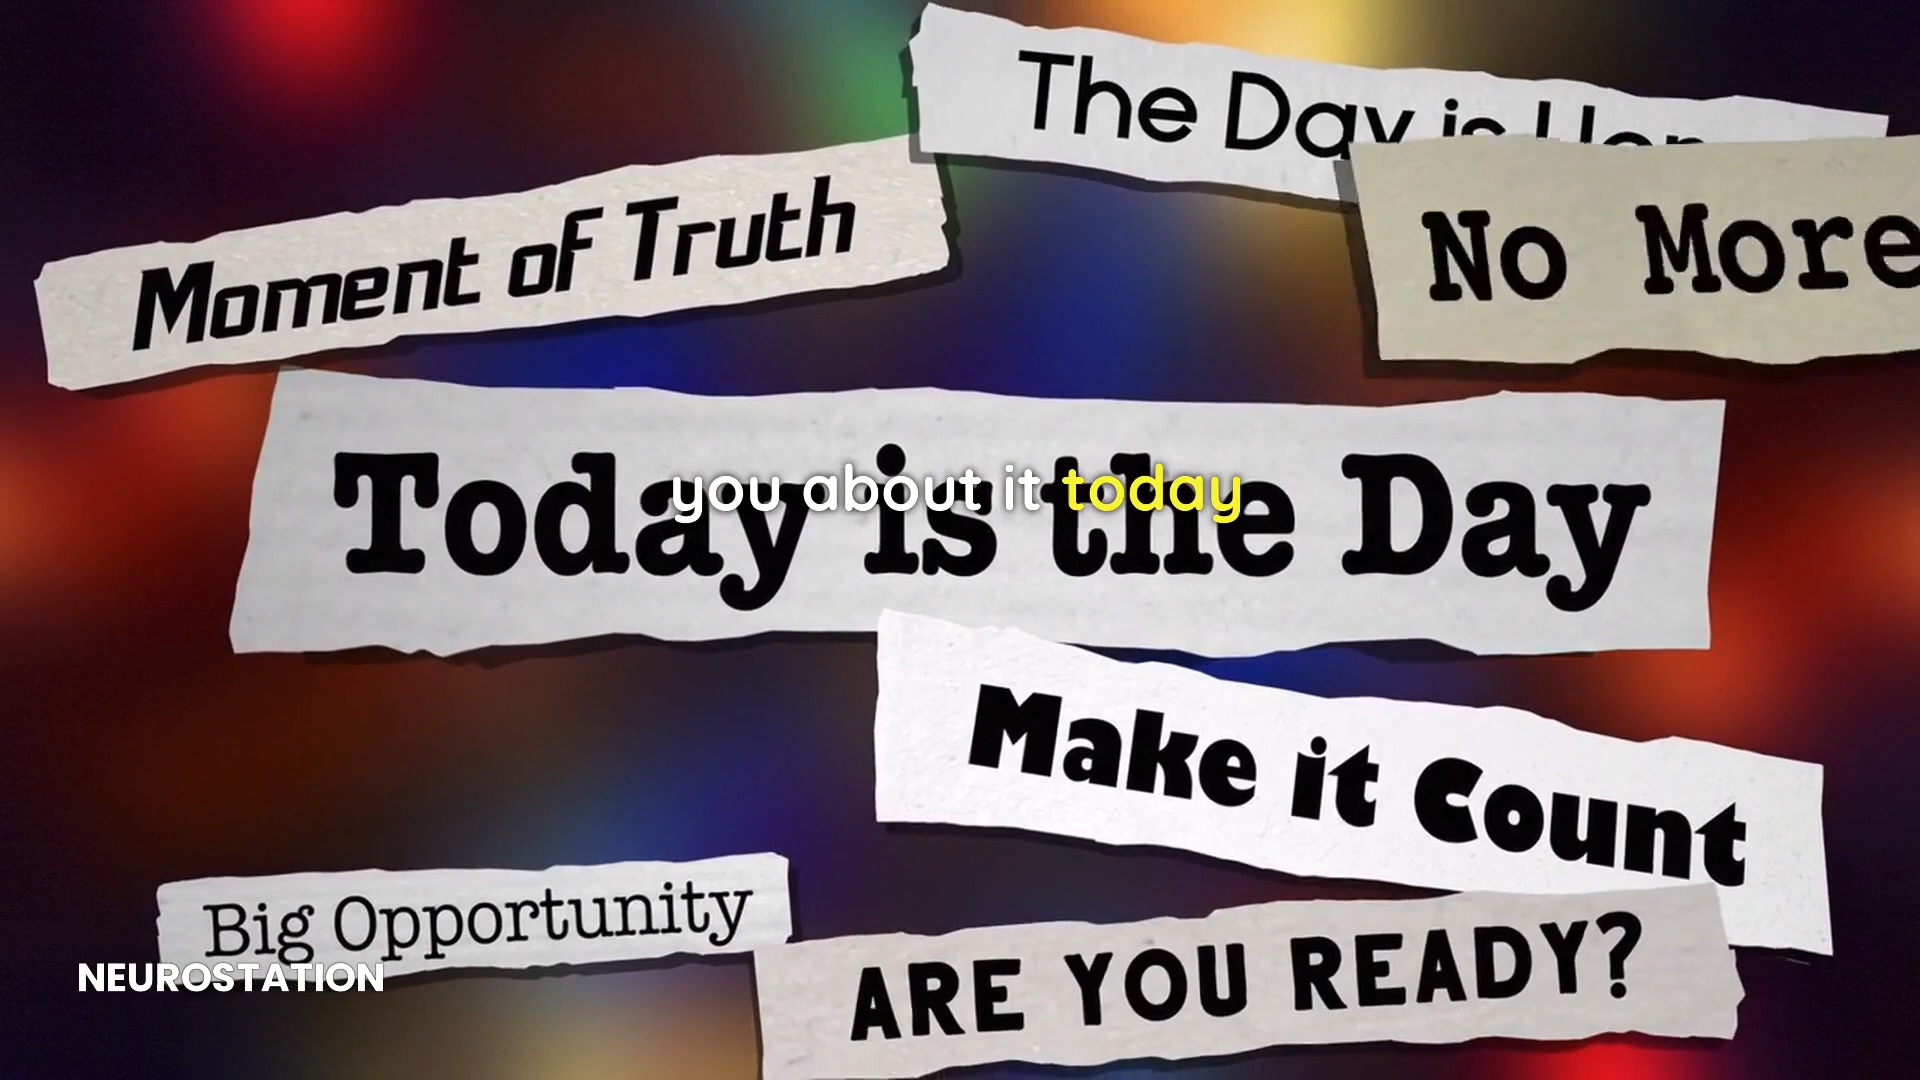 The Day is
Moment of Truth
No More
Today is the Day
you about it today
Make it Count
Big Opportunity
NEUROSTATION
ARE YOU READY?